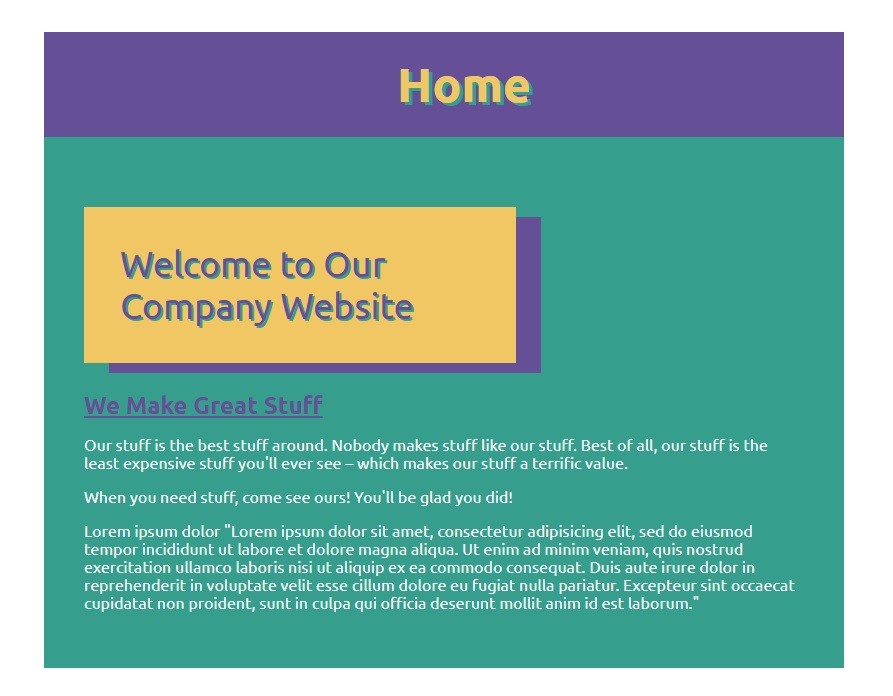 Home
Welcome to Our
Company Website
We Make Great Stuff
Our stuff is the best stuff around. Nobody makes stuff like our stuff. Best of all, our stuff is the
least expensive stuff you'll ever see – which makes our stuff a terrific value.
When you need stuff, come see ours! You'll be glad you did!
Lorem ipsum dolor "Lorem ipsum dolor sit amet, consectetur adipisicing elit, sed do eiusmod
tempor incididunt ut labore et dolore magna aliqua. Ut enim ad minim veniam, quis nostrud
exercitation ullamco laboris nisi ut aliquip ex ea commodo consequat. Duis aute irure dolor in
reprehenderit in voluptate velit esse cillum dolore eu fugiat nulla pariatur. Excepteur sint occaecat
cupidatat non proident, sunt in culpa qui officia deserunt mollit anim id est laborum."